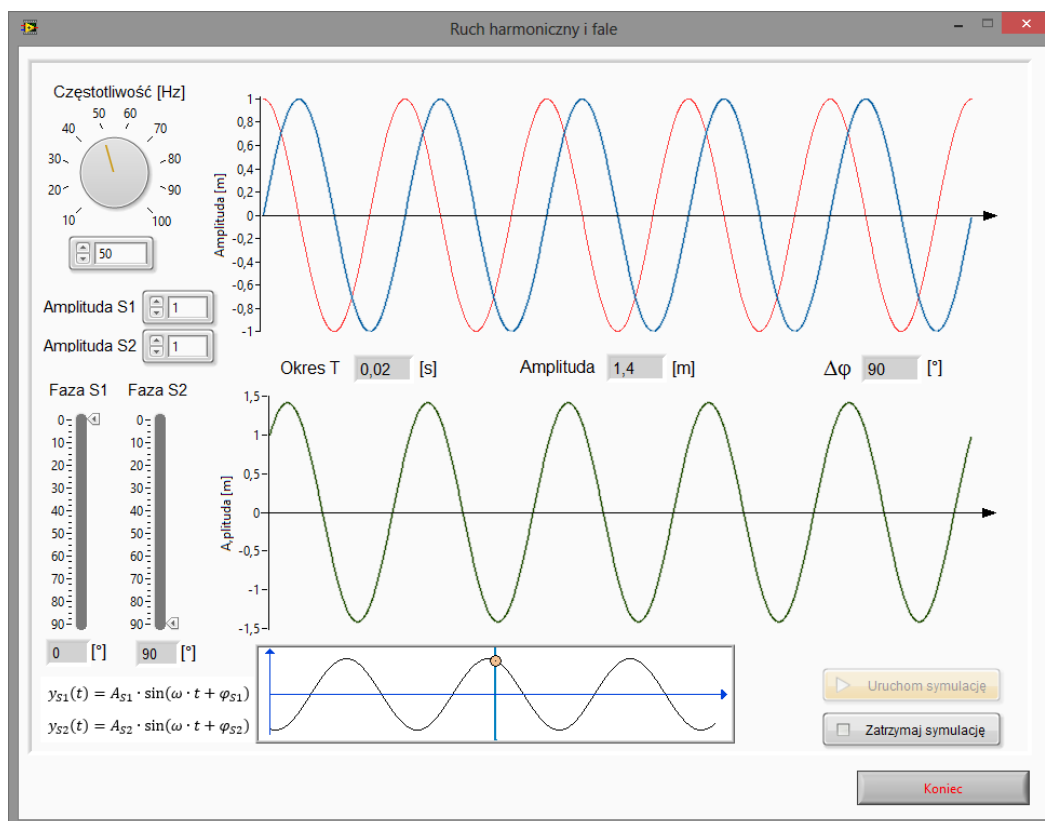 Ruch harmoniczny i fale
Częstotliwość [Hz]
50 60
40 70
30 80
20 90
10 100
50
Amplituda S1 1
Amplituda S2 1
Amplituda [m]
1
0,8
0,6
0,4
0,2
0
-0,2
-0,4
-0,6
-0,8
-1
Okres T 0,02 [s] Amplituda 1,4 [m] Δφ 90 [°]
Faza S1 Faza S2
0 0
10 10
20 20
30 30
40 40
50 50
60 60
70 70
80 80
90 90
0 [°] 90 [°]
A,plituda [m]
1,5
1
0,5
0
-0,5
-1
-1,5
y_S1(t) = A_S1 · sin(ω · t + φ_S1)
y_S2(t) = A_S2 · sin(ω · t + φ_S2)
Uruchom symulację
Zatrzymaj symulację
Koniec